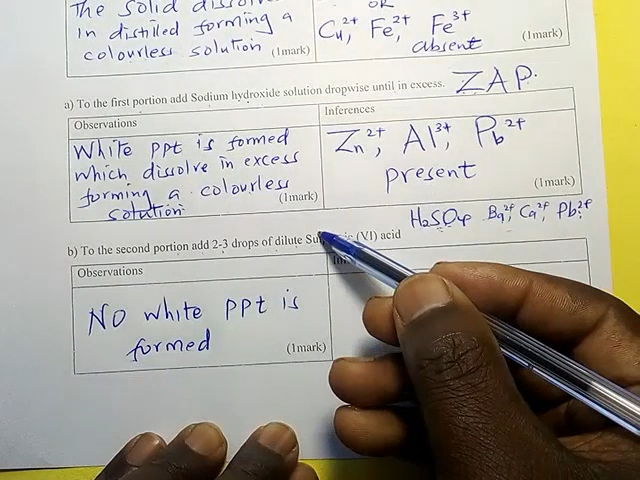 The solid
In distilled forming a
colourless solution
(1mark)
OR
Cu²⁺, Fe²⁺, Fe³⁺
absent
(1mark)
a) To the first portion add Sodium hydroxide solution dropwise until in excess.
ZAP.
Observations
Inferences
White ppt is formed
which dissolve in excess
forming a colourless
solution
(1mark)
Zn²⁺, Al³⁺, Pb²⁺
present
(1mark)
H₂SO₄ Ba²⁺, Ca²⁺, Pb²⁺
b) To the second portion add 2-3 drops of dilute (VI) acid
Observations
No white ppt is
formed
(1mark)